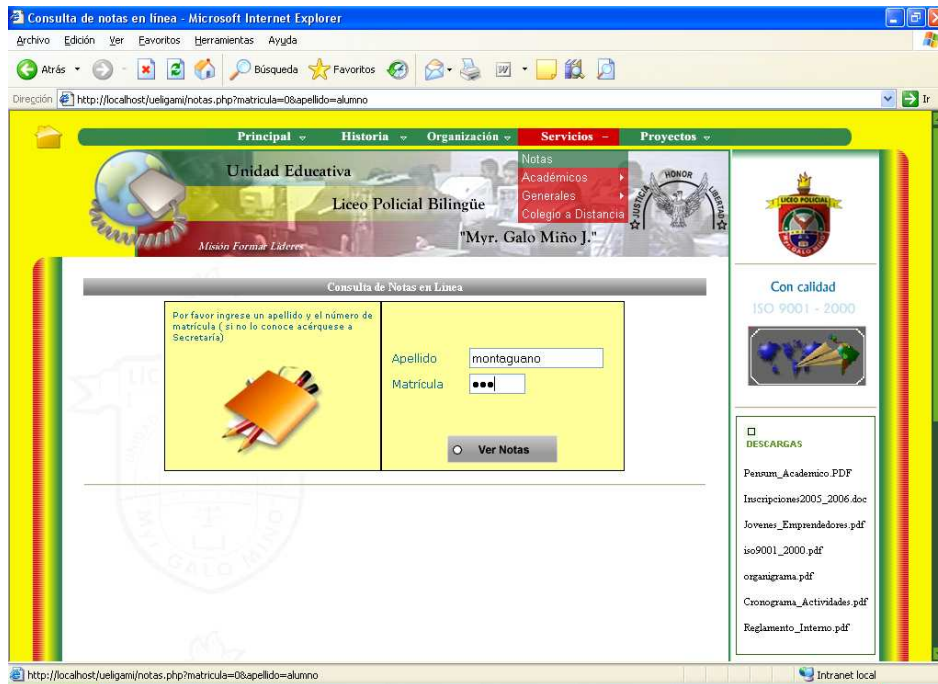 Consulta de notas en línea - Microsoft Internet Explorer
Archivo Edición Ver Favoritos Herramientas Ayuda
Atrás Búsqueda Favoritos
Dirección http://localhost/ueligami/notas.php?matricula=0&apellido=alumno Ir
Principal Historia Organización Servicios Proyectos
Notas
Académicos
Generales
Colegio a Distancia
Unidad Educativa
Liceo Policial Bilingüe
"Myr. Galo Miño J."
Misión Formar Líderes
JUSTICIA HONOR LEALTAD
LICEO POLICIAL
Consulta de Notas en Línea
Por favor ingrese un apellido y el número de
matrícula ( si no lo conoce acérquese a
Secretaría)
Apellido montaguano
Matrícula •••
Ver Notas
Con calidad
ISO 9001 - 2000
DESCARGAS
Pensum_Academico.PDF
Inscripciones2005_2006.doc
Jovenes_Emprendedores.pdf
iso9001_2000.pdf
organigrama.pdf
Cronograma_Actividades.pdf
Reglamento_Interno.pdf
Myr. GALO MIÑO
http://localhost/ueligami/notas.php?matricula=0&apellido=alumno Intranet local